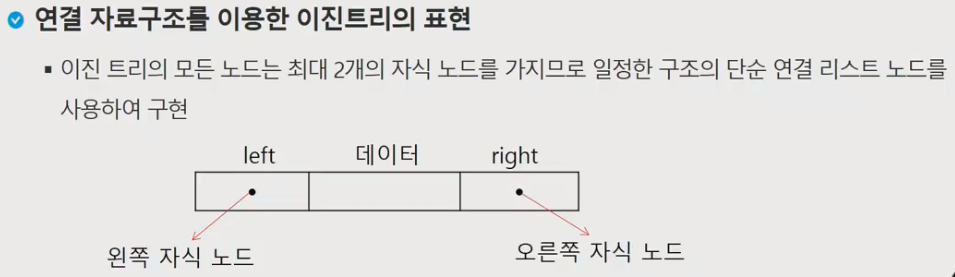 연결 자료구조를 이용한 이진트리의 표현
이진 트리의 모든 노드는 최대 2개의 자식 노드를 가지므로 일정한 구조의 단순 연결 리스트 노드를
사용하여 구현
left 데이터 right
왼쪽 자식 노드 오른쪽 자식 노드